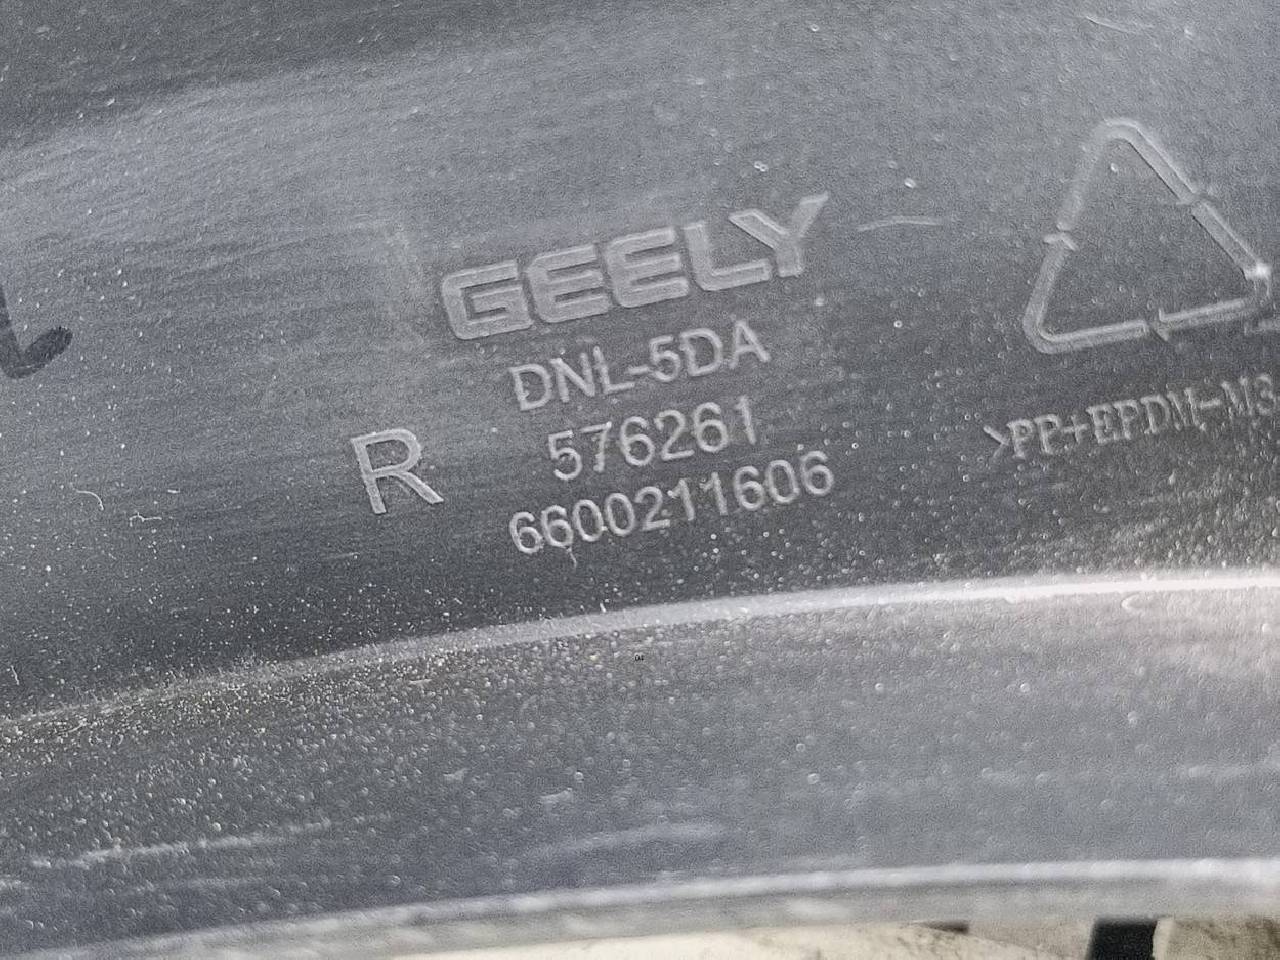 GEELY
DNL-5DA
R
576261
6600211606
>PP+EPDM-M3